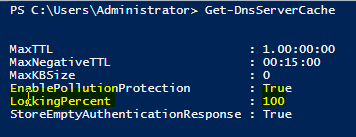 PS C:\Users\Administrator> Get-DnsServerCache
MaxTTL : 1.00:00:00
MaxNegativeTTL : 00:15:00
MaxKBSize : 0
EnablePollutionProtection : True
LockingPercent : 100
StoreEmptyAuthenticationResponse : True